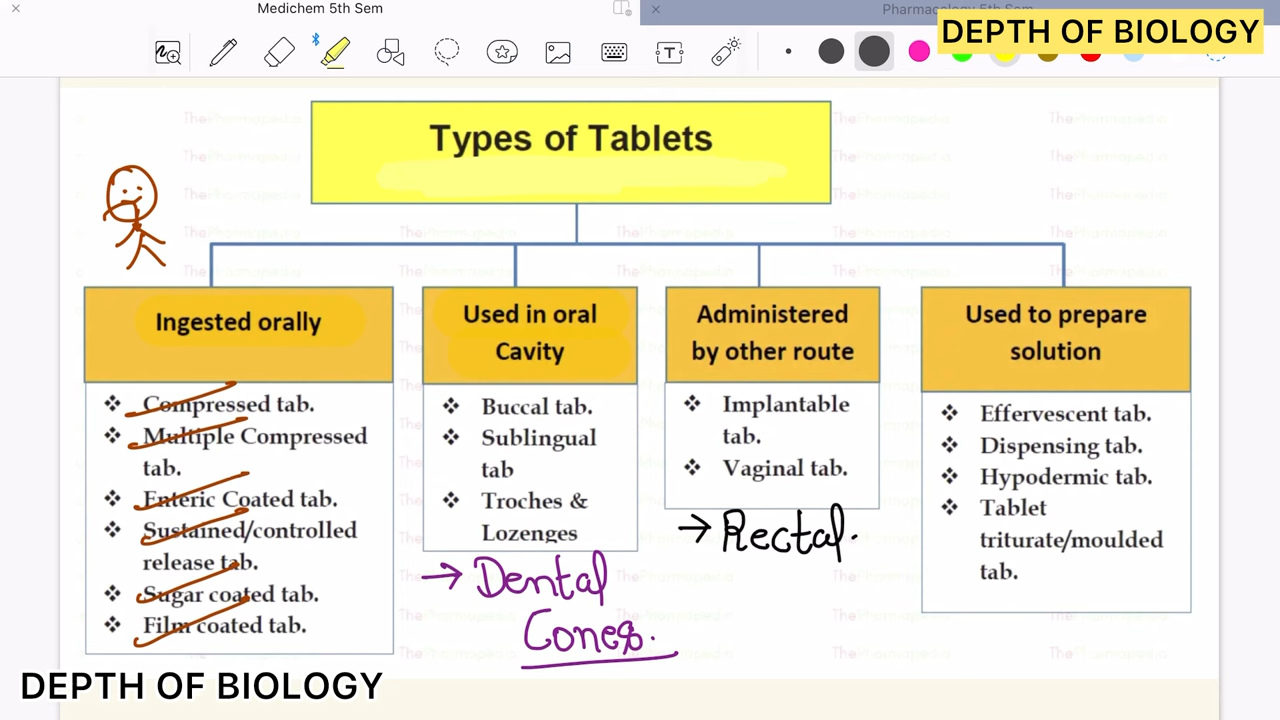 Medichem 5th Sem
Pharmacology 5th Sem
DEPTH OF BIOLOGY
Types of Tablets
Ingested orally
❖ Compressed tab.
❖ Multiple Compressed
tab.
❖ Enteric Coated tab.
❖ Sustained/controlled
release tab.
❖ Sugar coated tab.
❖ Film coated tab.
Used in oral
Cavity
❖ Buccal tab.
❖ Sublingual
tab
❖ Troches &
Lozenges
→ Dental
Cones.
Administered
by other route
❖ Implantable
tab.
❖ Vaginal tab.
→ Rectal.
Used to prepare
solution
❖ Effervescent tab.
❖ Dispensing tab.
❖ Hypodermic tab.
❖ Tablet
triturate/moulded
tab.
DEPTH OF BIOLOGY